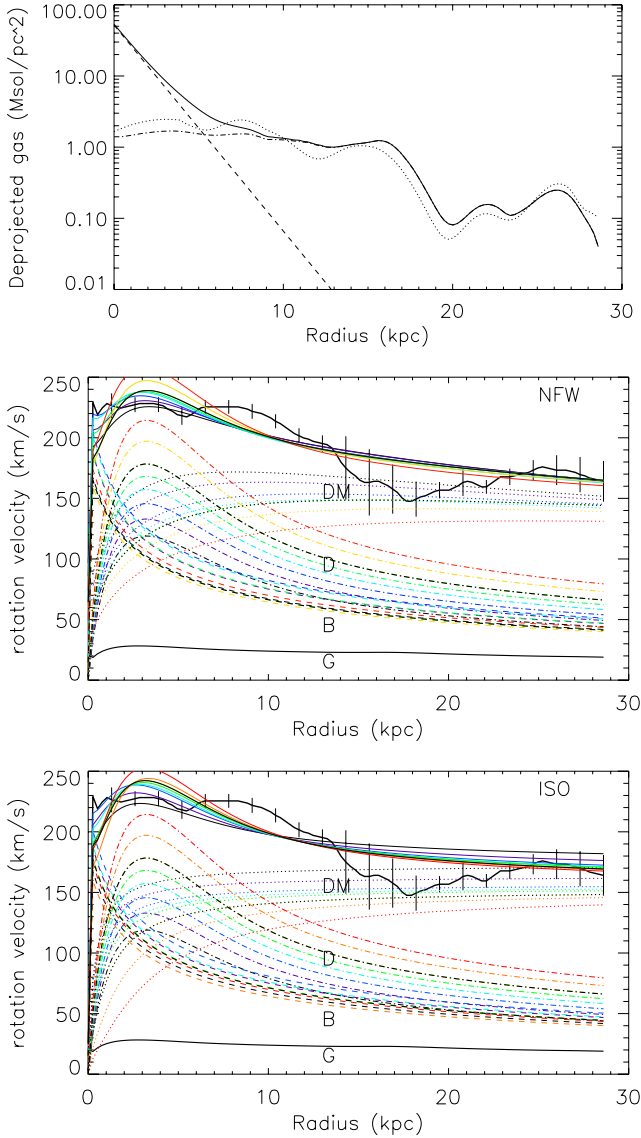 100.00
10.00
1.00
0.10
0.01
Deprojected gas (Msol/pc^2)
0
10
20
30
Radius (kpc)
NFW
250
200
150
100
50
0
rotation velocity (km/s)
DM
D
B
G
0
10
20
30
Radius (kpc)
ISO
250
200
150
100
50
0
rotation velocity (km/s)
DM
D
B
G
0
10
20
30
Radius (kpc)